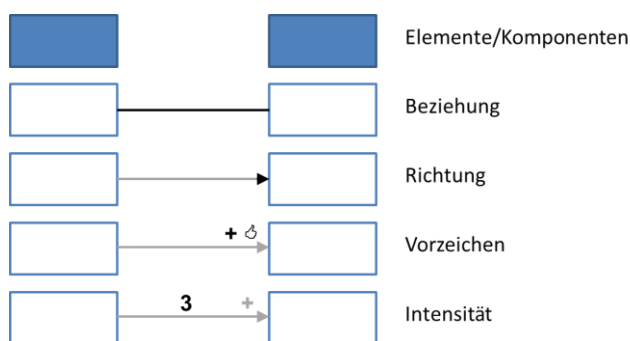 Elemente/Komponenten
Beziehung
Richtung
+
Vorzeichen
3 +
Intensität